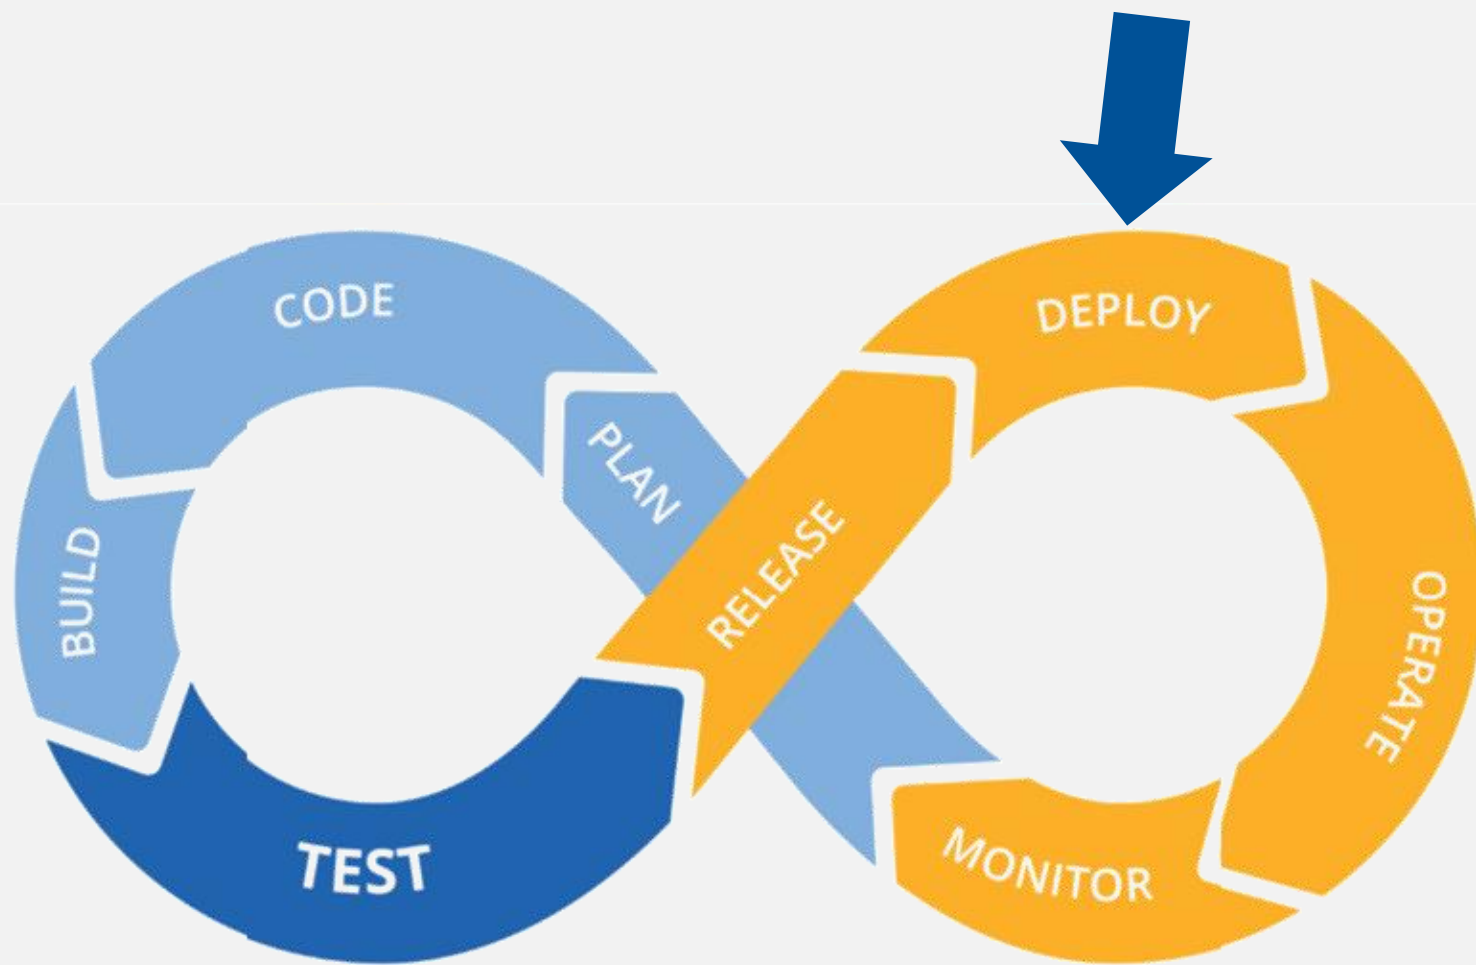 CODE
DEPLOY
PLAN
RELEASE
BUILD
OPERATE
TEST
MONITOR